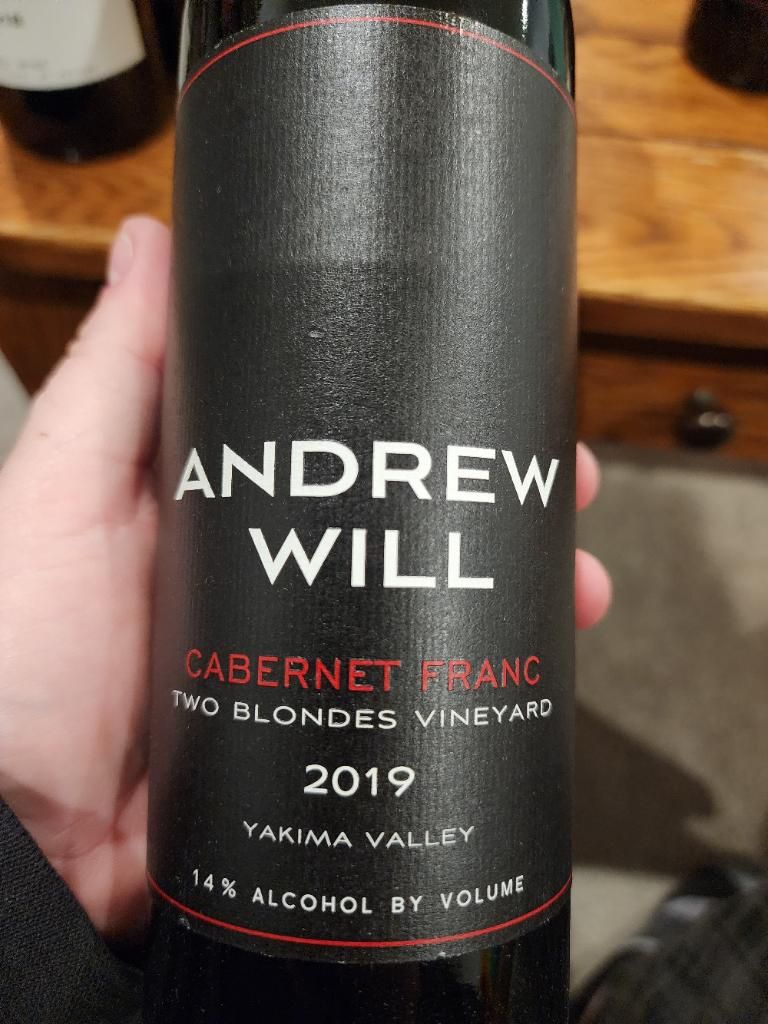 ANDREW
WILL
CABERNET FRANC
TWO BLONDES VINEYARD
2019
YAKIMA VALLEY
14% ALCOHOL BY VOLUME